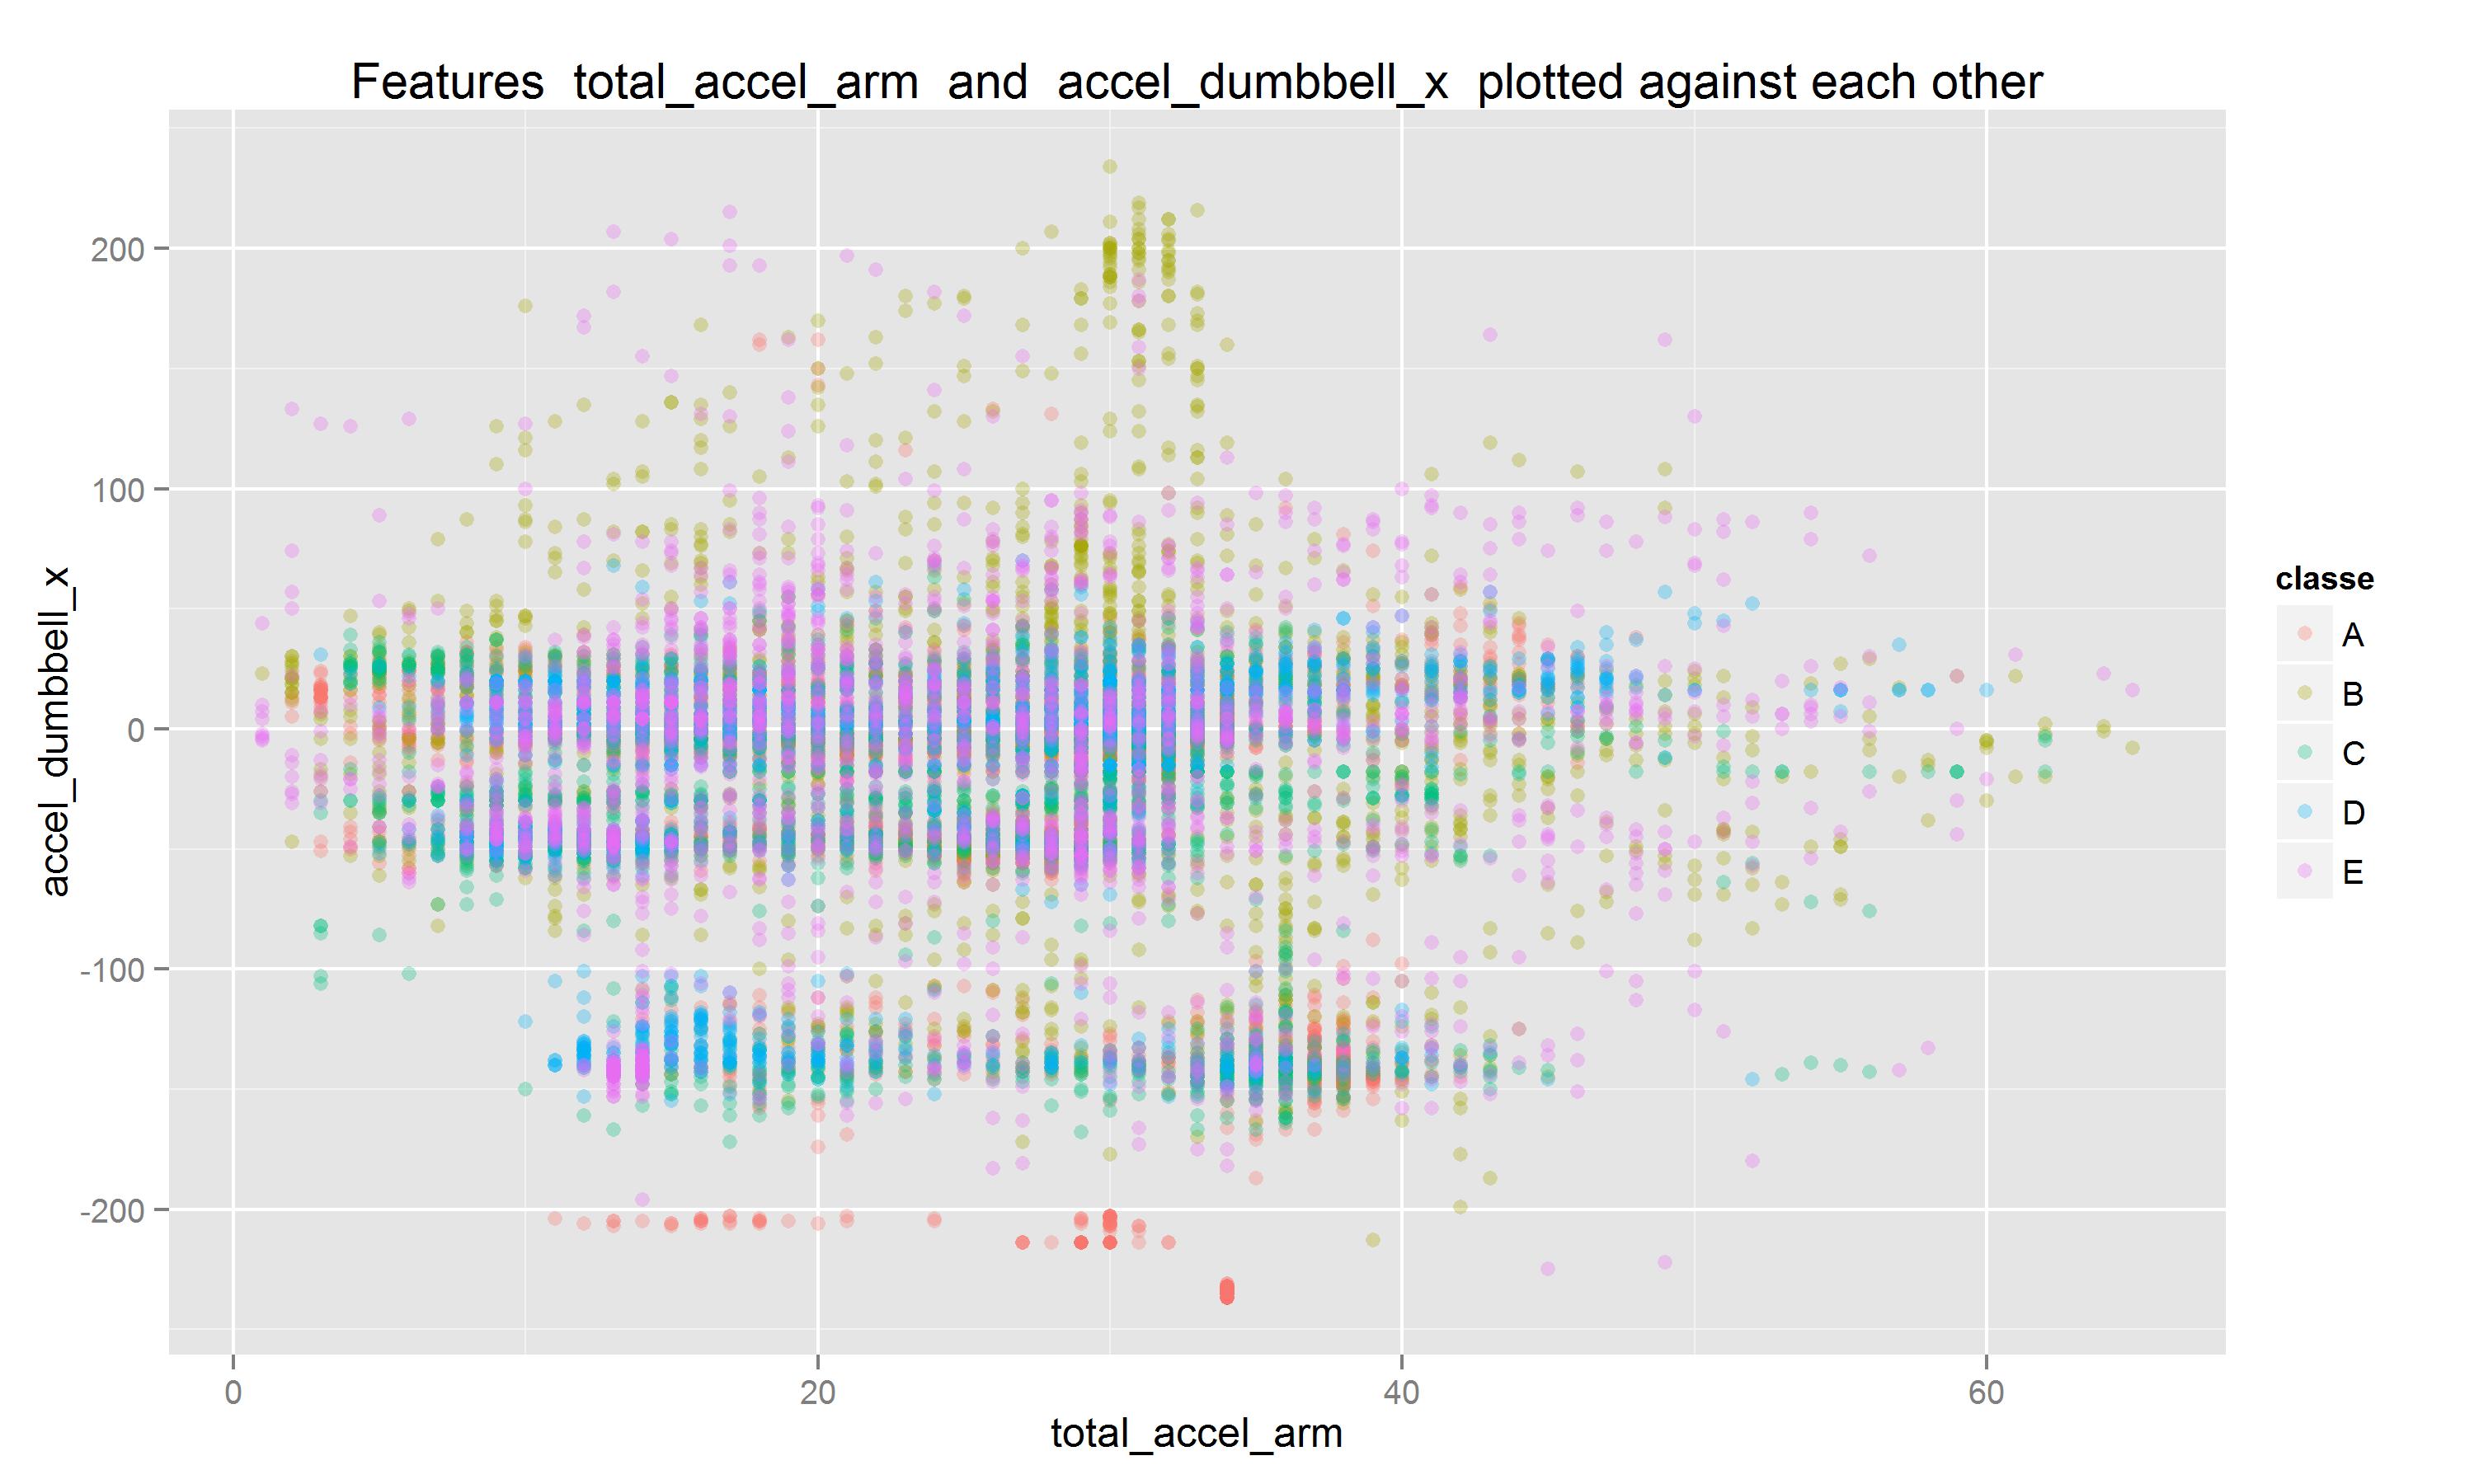 Features  total_accel_arm  and  accel_dumbbell_x  plotted against each other
200
100
0
-100
-200
accel_dumbbell_x
0
20
40
60
total_accel_arm
classe
A
B
C
D
E